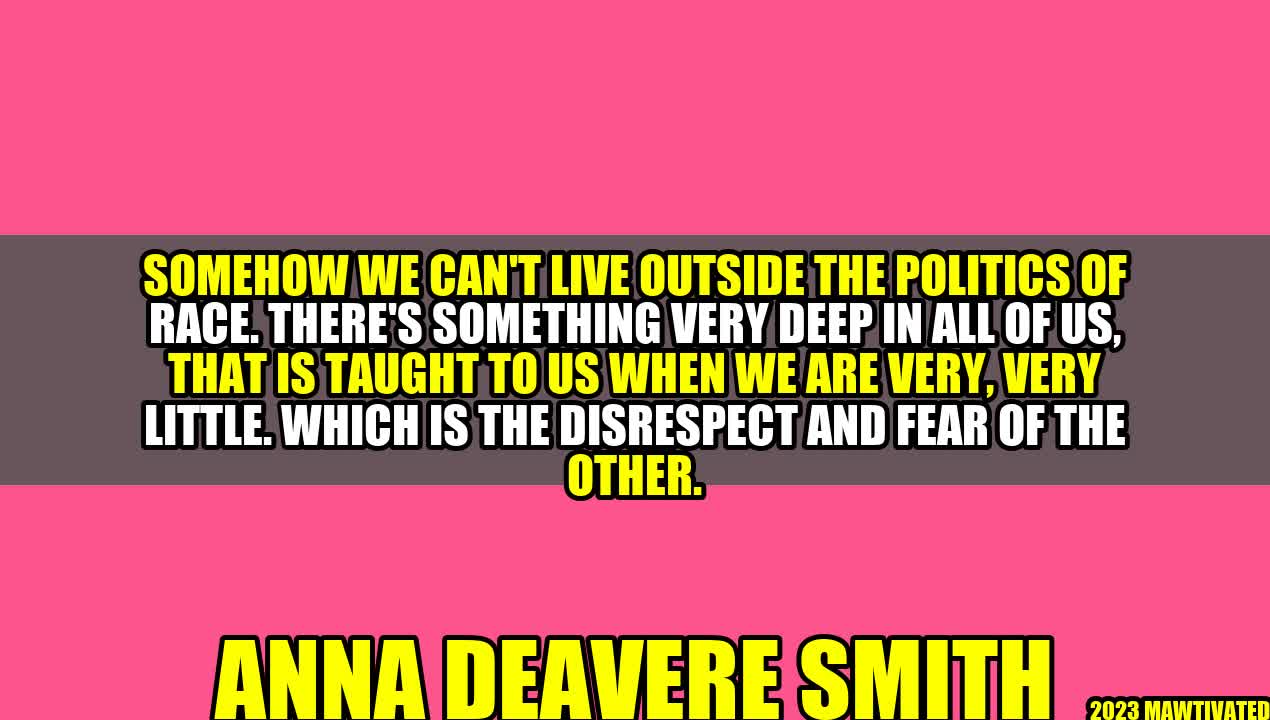 SOMEHOW WE CAN'T LIVE OUTSIDE THE POLITICS OF
RACE. THERE'S SOMETHING VERY DEEP IN ALL OF US,
THAT IS TAUGHT TO US WHEN WE ARE VERY, VERY
LITTLE. WHICH IS THE DISRESPECT AND FEAR OF THE
OTHER.
ANNA DEAVERE SMITH
2023 MAWTIVATED